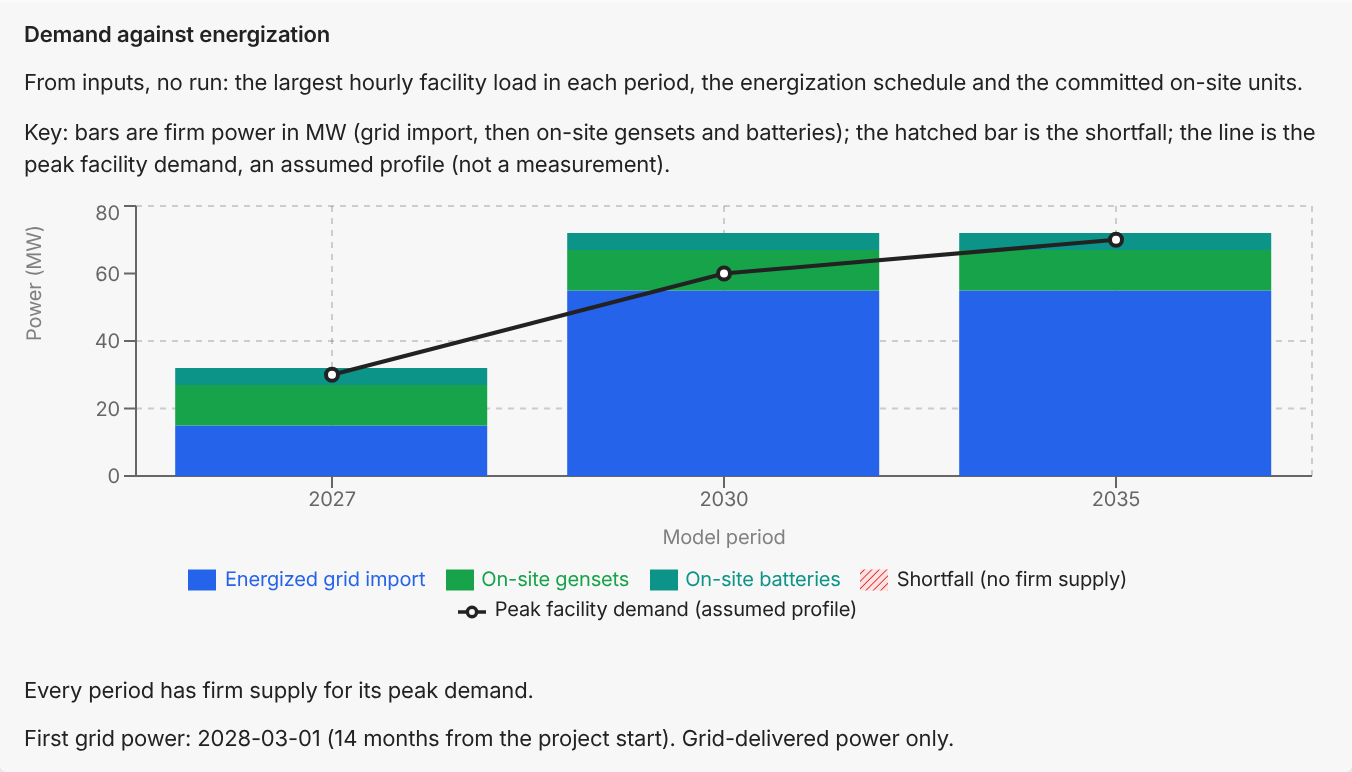 Demand against energization
From inputs, no run: the largest hourly facility load in each period, the energization schedule and the committed on-site units.
Key: bars are firm power in MW (grid import, then on-site gensets and batteries); the hatched bar is the shortfall; the line is the
peak facility demand, an assumed profile (not a measurement).
Power (MW)
80
60
40
20
0
2027 2030 2035
Model period
Energized grid import On-site gensets On-site batteries Shortfall (no firm supply)
Peak facility demand (assumed profile)
Every period has firm supply for its peak demand.
First grid power: 2028-03-01 (14 months from the project start). Grid-delivered power only.